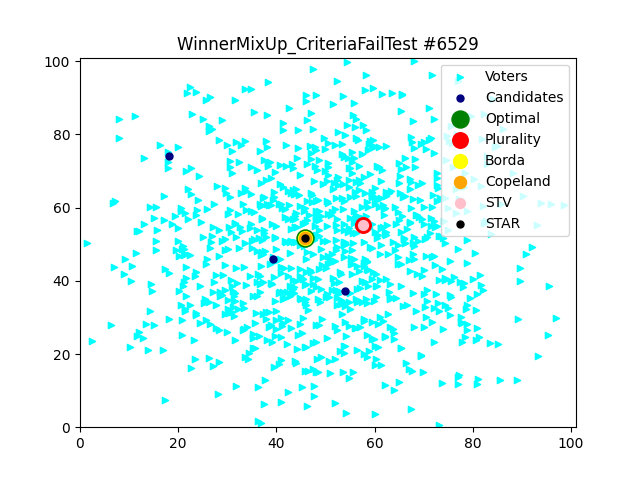 WinnerMixUp_CriteriaFailTest #6529
100
80
60
40
20
0
0 20 40 60 80 100
Voters
Candidates
Optimal
Plurality
Borda
Copeland
STV
STAR